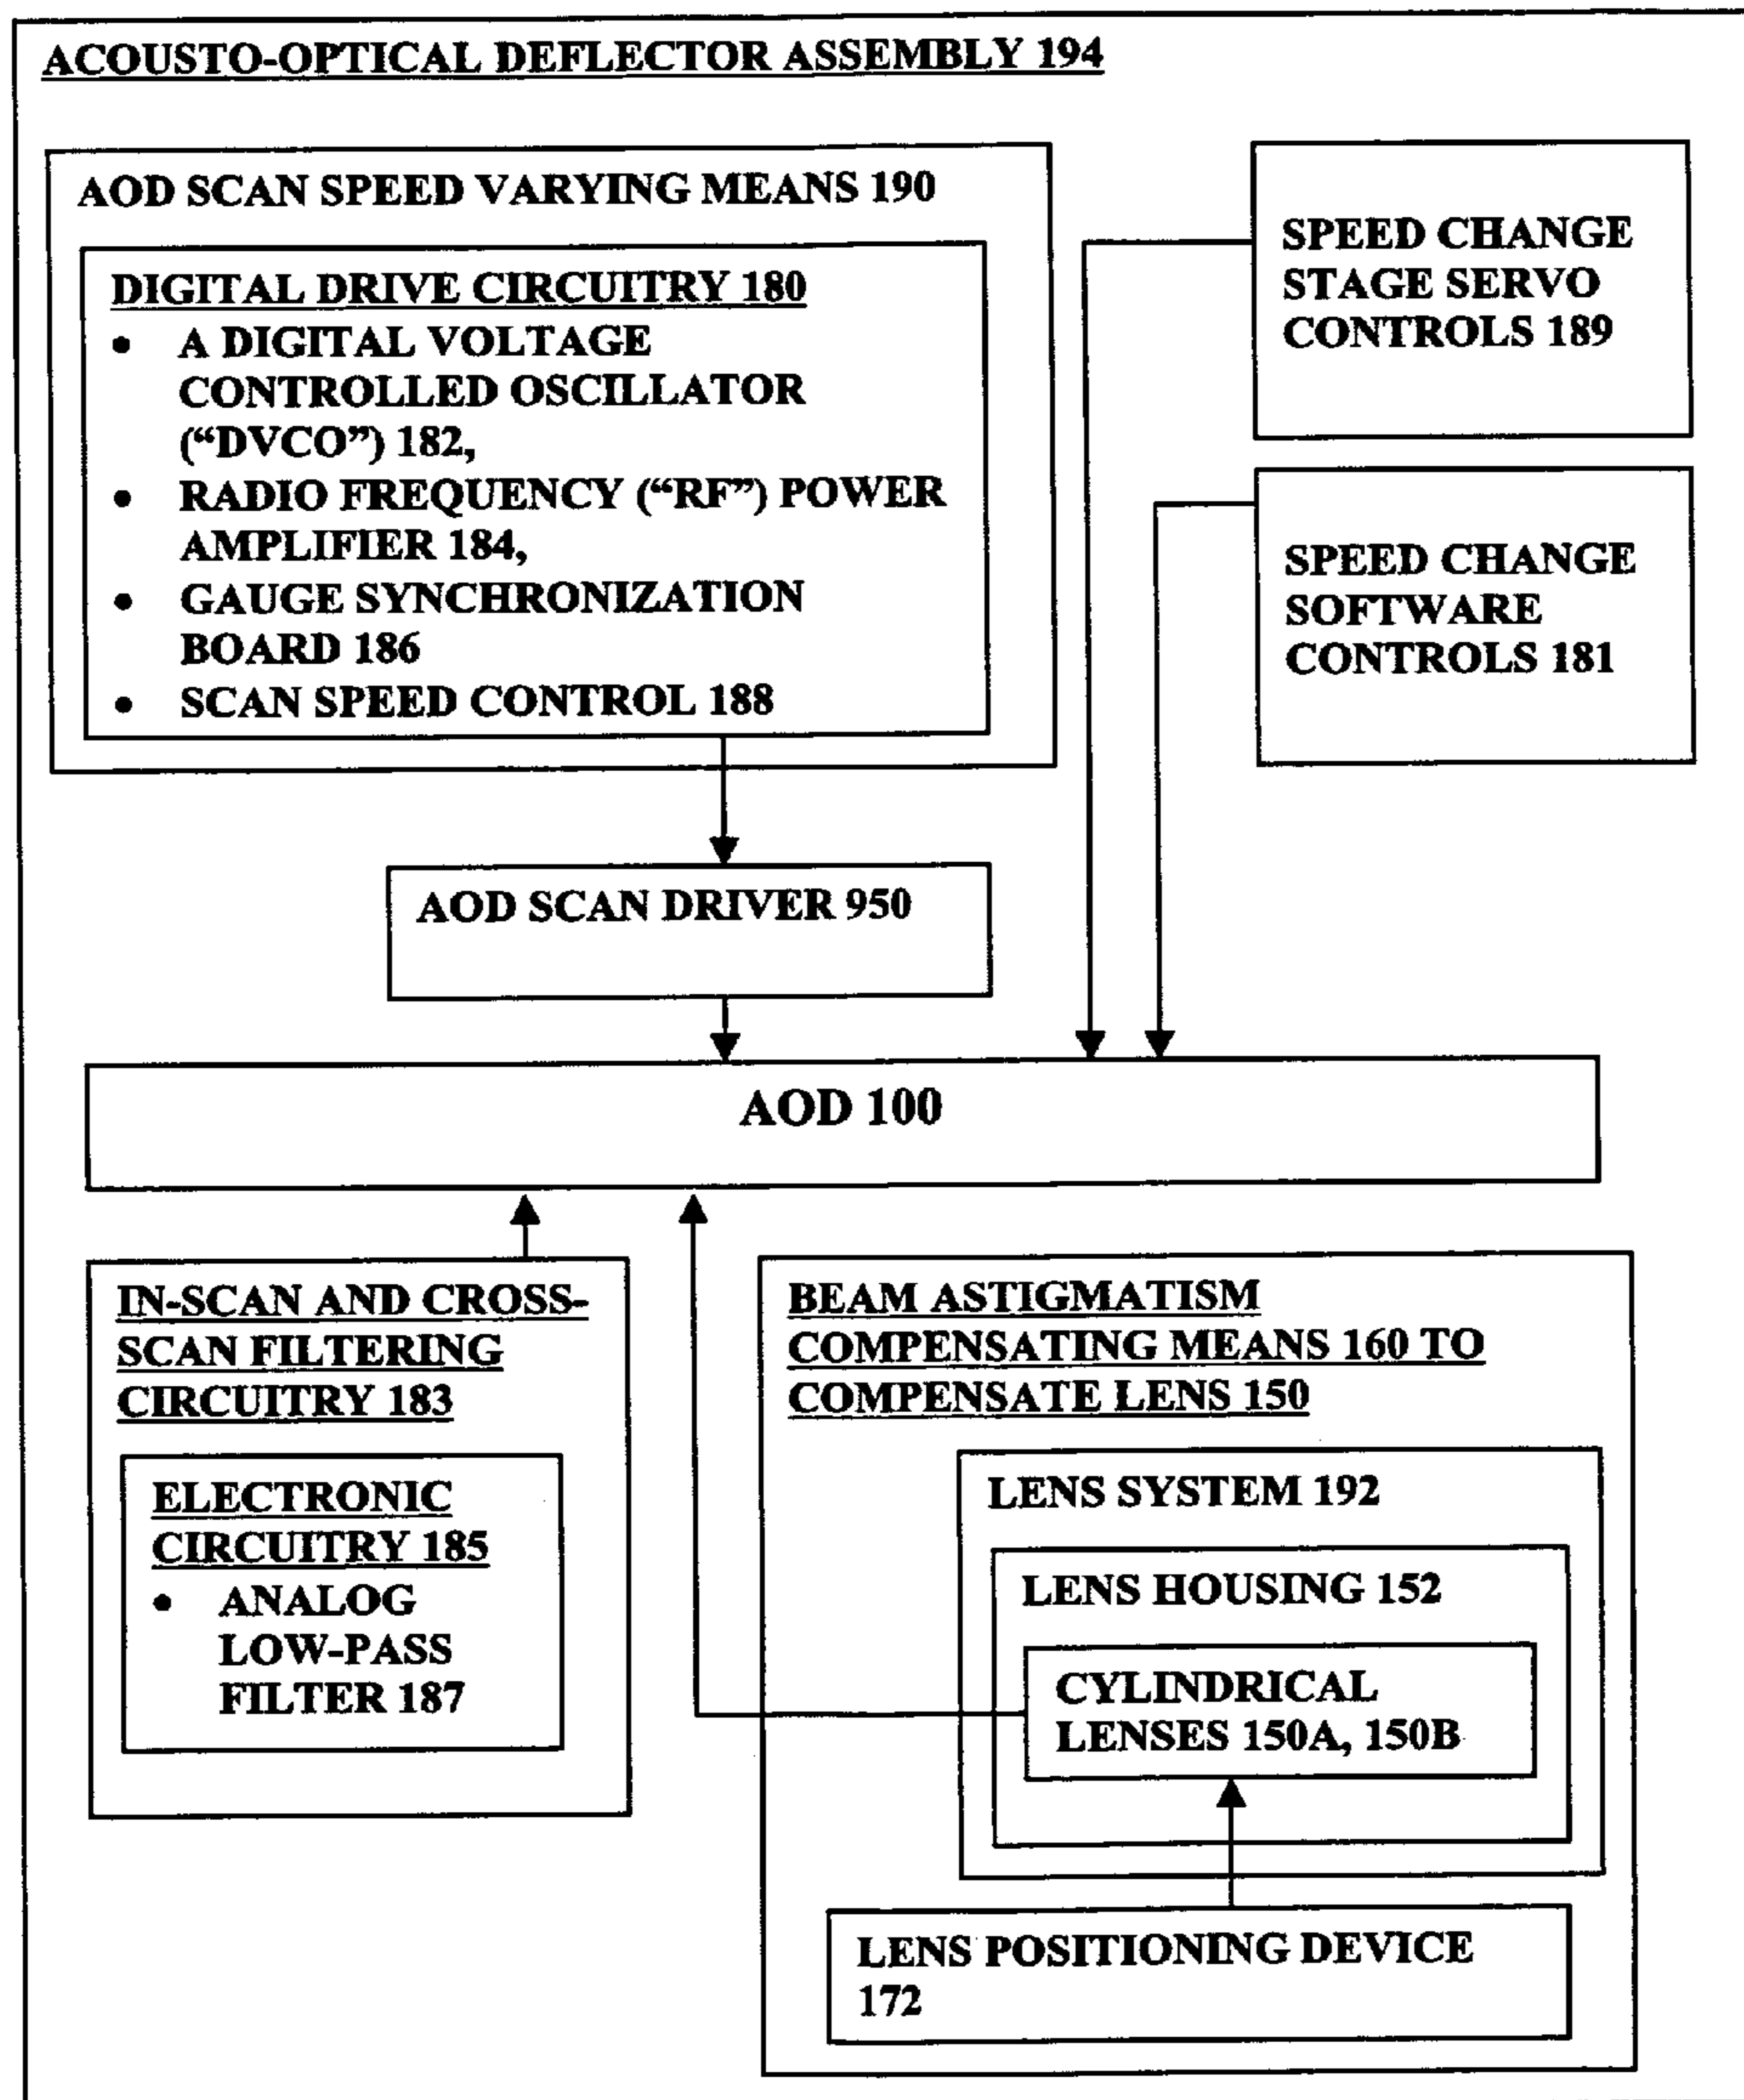 ACOUSTO-OPTICAL DEFLECTOR ASSEMBLY 194
AOD SCAN SPEED VARYING MEANS 190
DIGITAL DRIVE CIRCUITRY 180
• A DIGITAL VOLTAGE
CONTROLLED OSCILLATOR
(“DVCO”) 182,
• RADIO FREQUENCY (“RF”) POWER
AMPLIFIER 184,
• GAUGE SYNCHRONIZATION
BOARD 186
• SCAN SPEED CONTROL 188
SPEED CHANGE
STAGE SERVO
CONTROLS 189
SPEED CHANGE
SOFTWARE
CONTROLS 181
AOD SCAN DRIVER 950
AOD 100
IN-SCAN AND CROSS-
SCAN FILTERING
CIRCUITRY 183
ELECTRONIC
CIRCUITRY 185
• ANALOG
LOW-PASS
FILTER 187
BEAM ASTIGMATISM
COMPENSATING MEANS 160 TO
COMPENSATE LENS 150
LENS SYSTEM 192
LENS HOUSING 152
CYLINDRICAL
LENSES 150A, 150B
LENS POSITIONING DEVICE
172